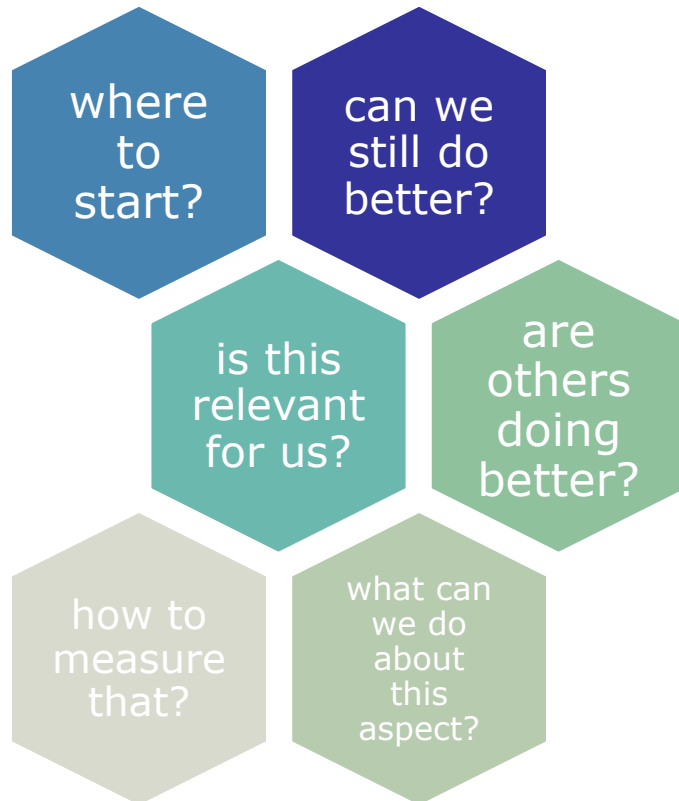 where
to
start?
can we
still do
better?
is this
relevant
for us?
are
others
doing
better?
how to
measure
that?
what can
we do
about
this
aspect?